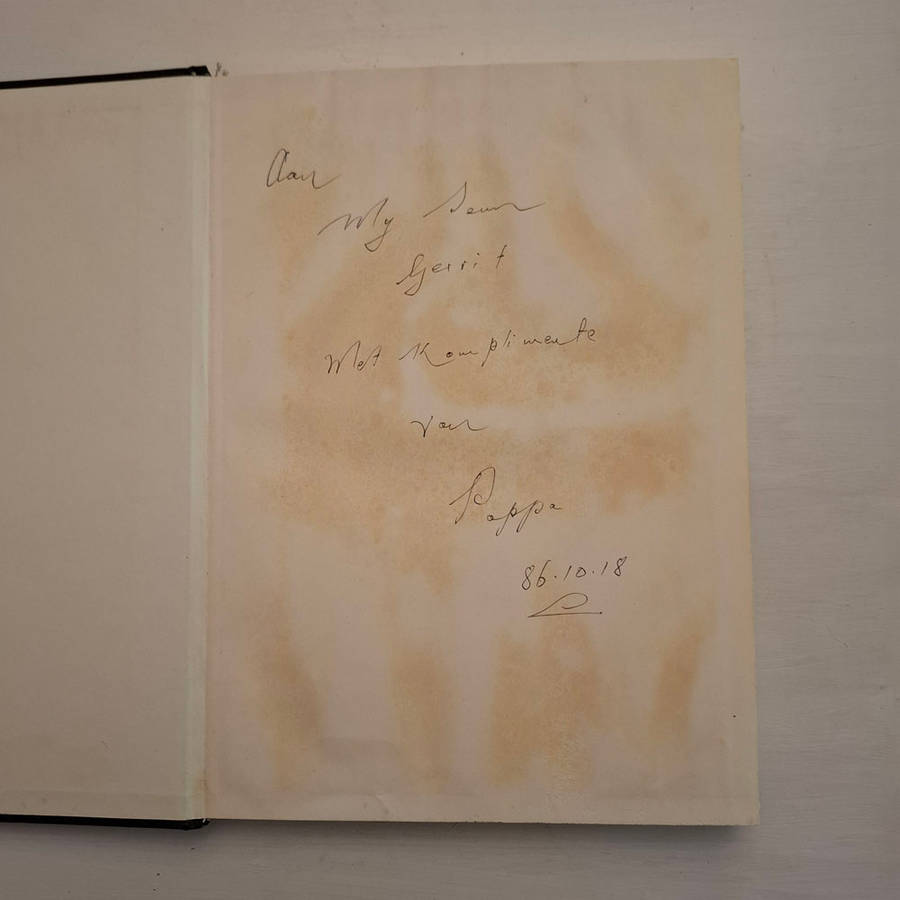 Aan
My Seun
Gerrit
Met Komplimente
van
Pappa
86.10.18